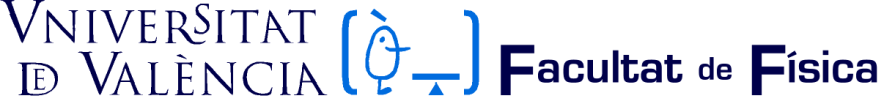 VNIVERSITAT
DE VALÈNCIA
Facultat de Física